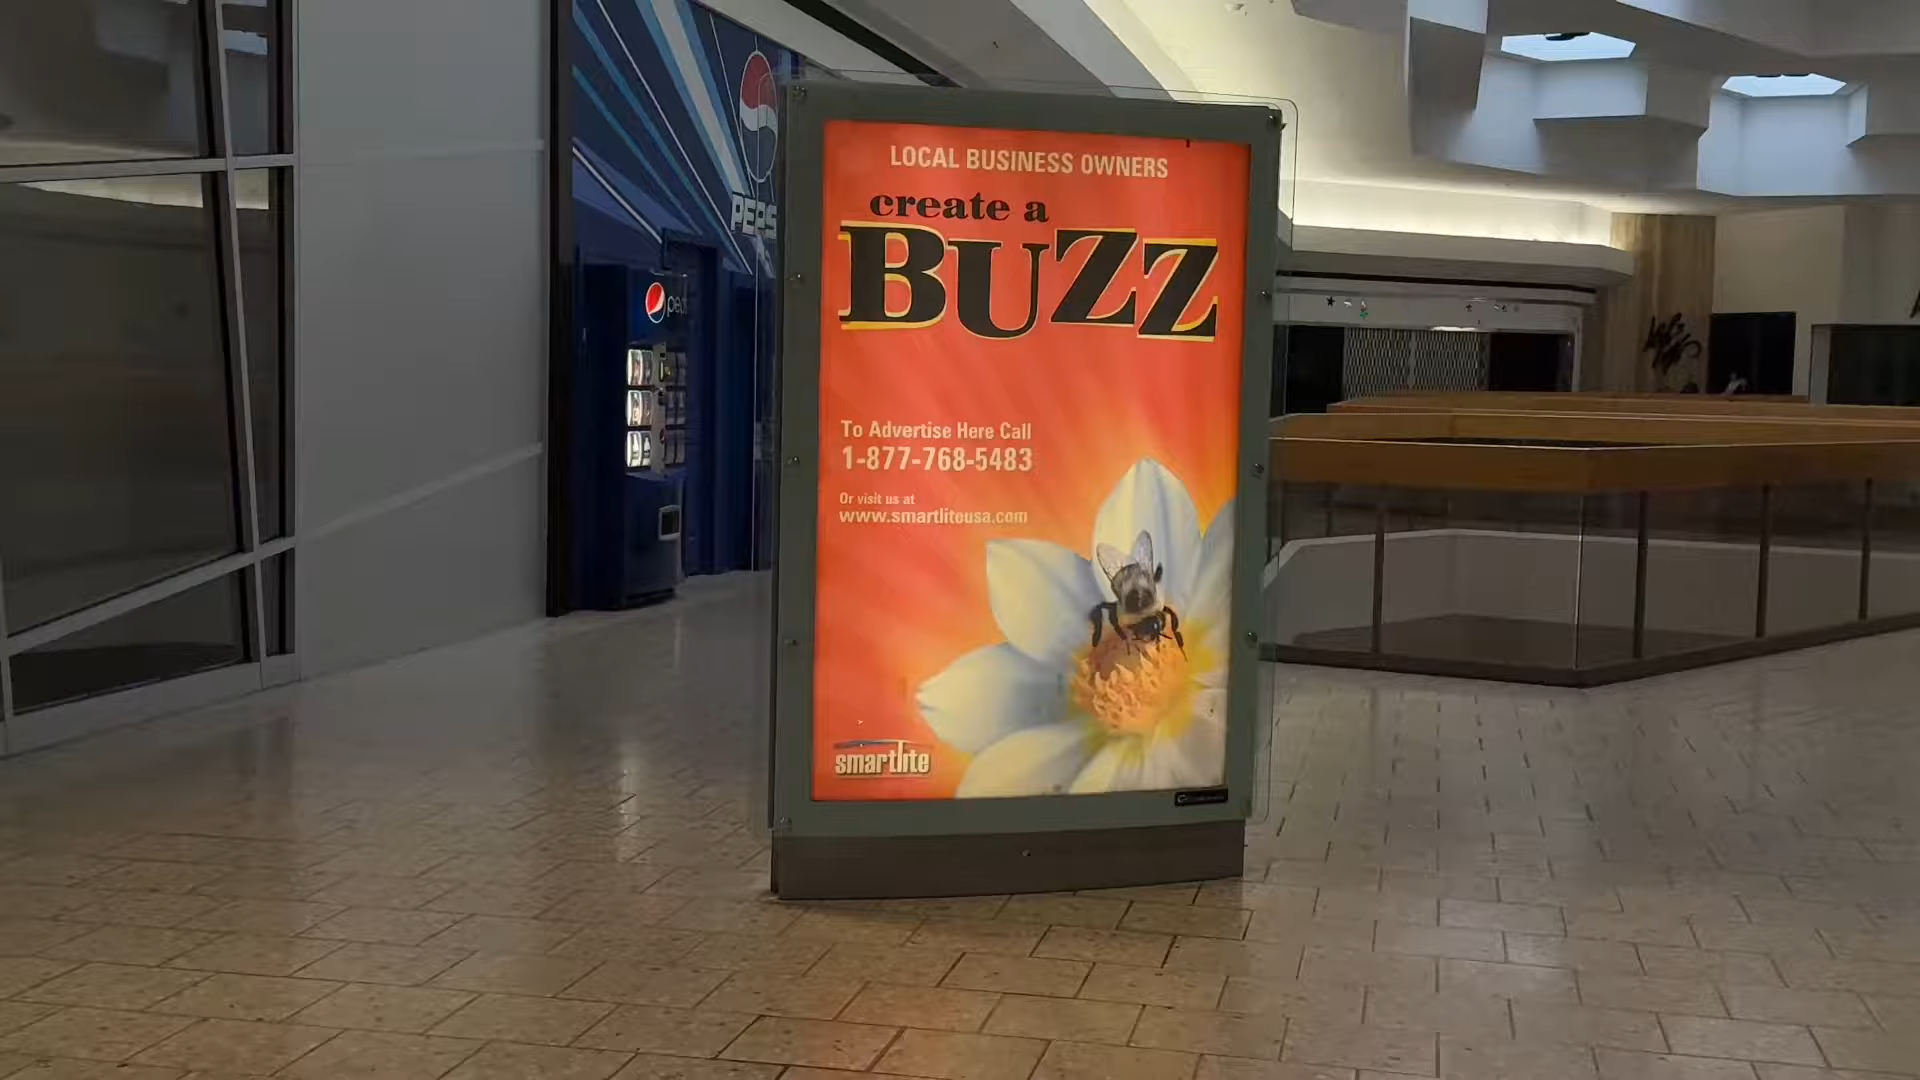 PEPSI
pepsi
LOCAL BUSINESS OWNERS
create a
BUZZ
To Advertise Here Call
1-877-768-5483
Or visit us at
www.smartliteusa.com
smartlite